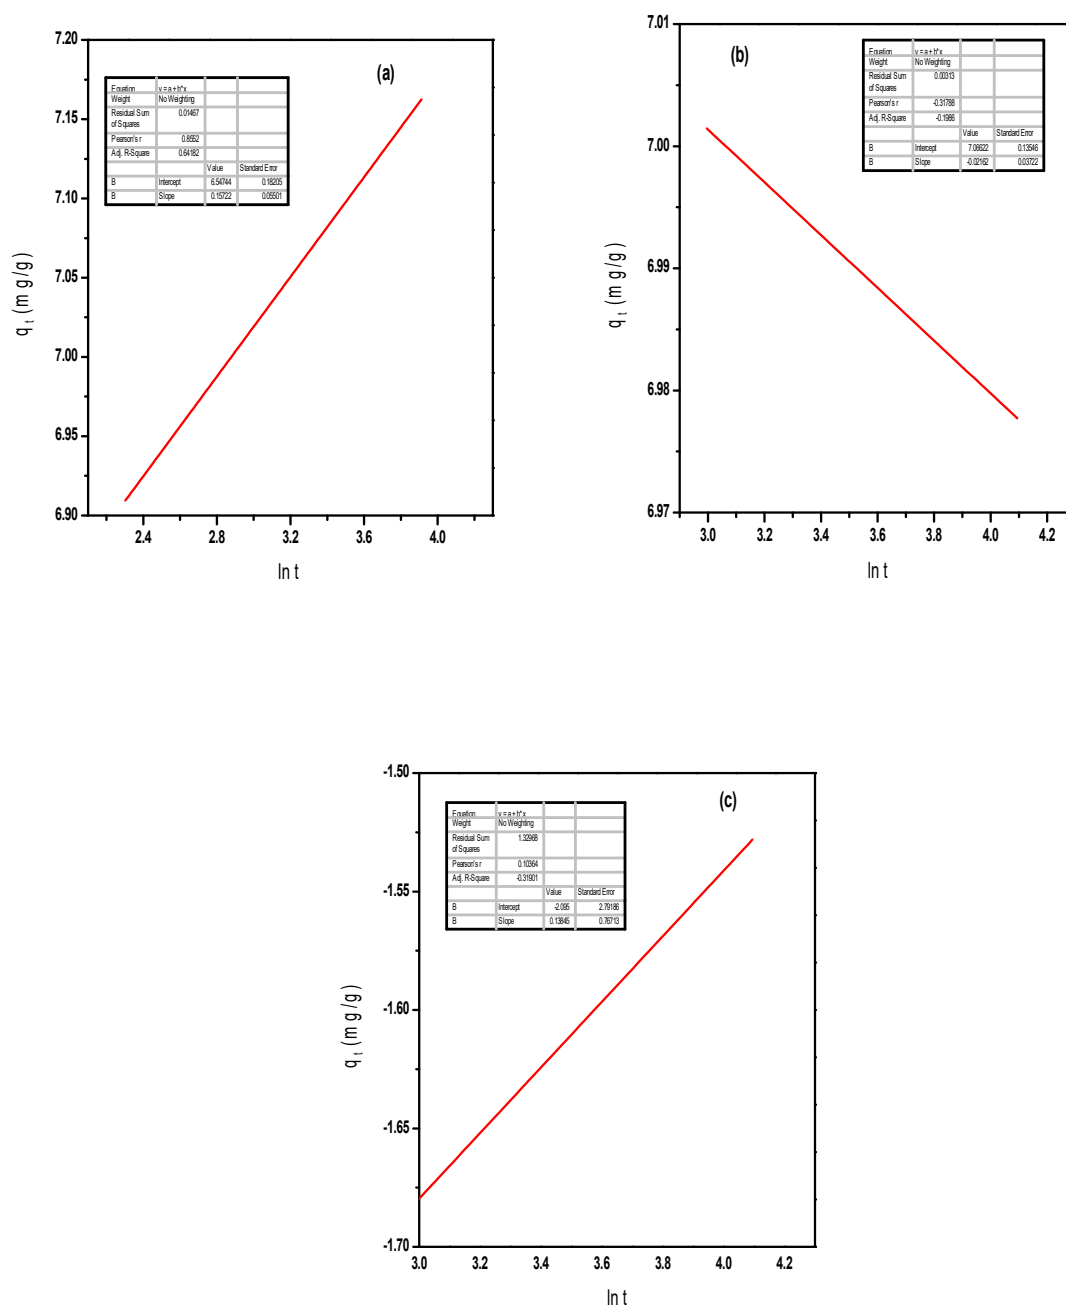 (a)
Equation y = a + b*x
Weight No Weighting
Residual Sum of Squares 0.01467
Pearson's r 0.8552
Adj. R-Square 0.64182
Value Standard Error
B Intercept 6.54744 0.18205
B Slope 0.15722 0.05501
7.20
7.15
7.10
7.05
7.00
6.95
6.90
2.4 2.8 3.2 3.6 4.0
q t (mg/g)
ln t
(b)
Equation y = a + b*x
Weight No Weighting
Residual Sum of Squares 0.00313
Pearson's r -0.31788
Adj. R-Square -0.1986
Value Standard Error
B Intercept 7.06622 0.13546
B Slope -0.02162 0.03722
7.01
7.00
6.99
6.98
6.97
3.0 3.2 3.4 3.6 3.8 4.0 4.2
q t (mg/g)
ln t
(c)
Equation y = a + b*x
Weight No Weighting
Residual Sum of Squares 1.32968
Pearson's r 0.10364
Adj. R-Square -0.31901
Value Standard Error
B Intercept -2.095 2.79186
B Slope 0.13845 0.76713
-1.50
-1.55
-1.60
-1.65
-1.70
3.0 3.2 3.4 3.6 3.8 4.0 4.2
q t (mg/g)
ln t